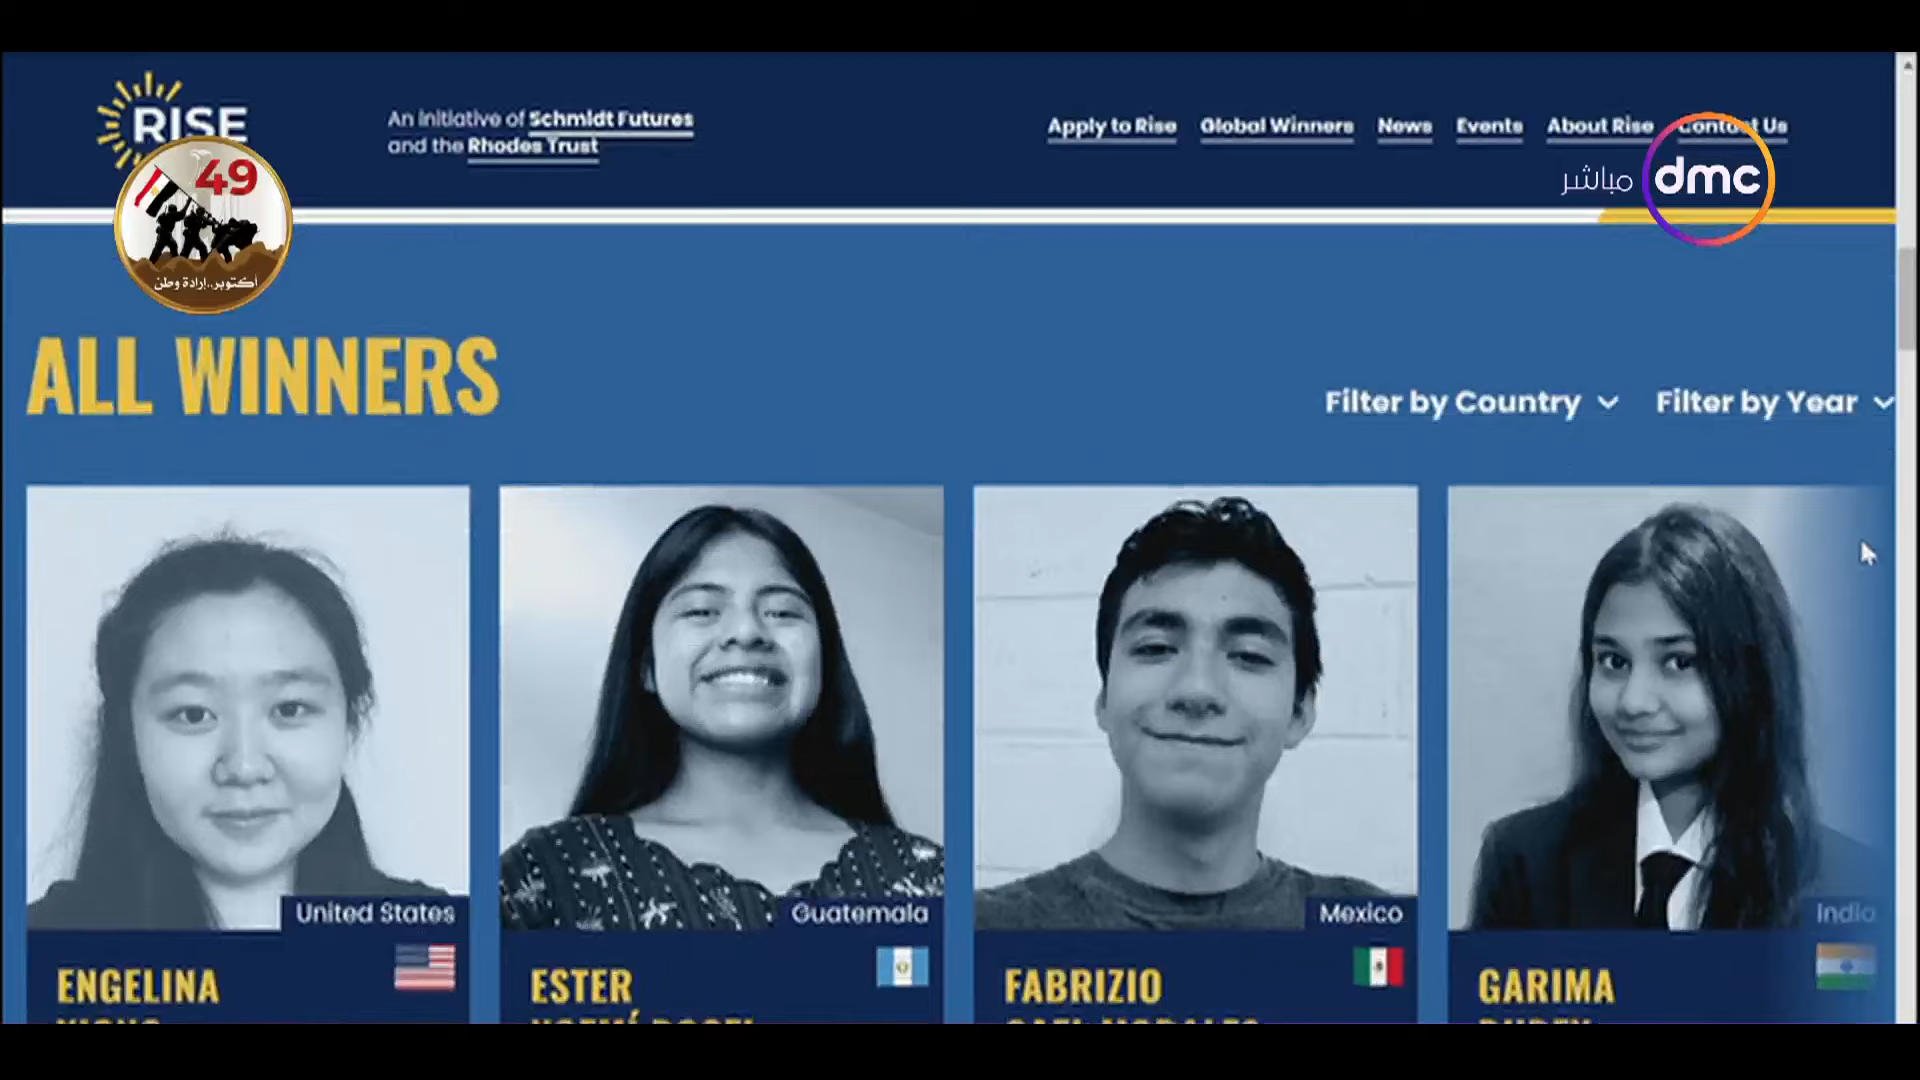 RISE
An initiative of Schmidt Futures
and the Rhodes Trust
Apply to Rise
Global Winners
News
Events
About Rise
Contact Us
مباشر
dmc
49
أكتوبر..إرادة وطن
ALL WINNERS
Filter by Country
Filter by Year
United States
Guatemala
Mexico
India
ENGELINA
ESTER
FABRIZIO
GARIMA